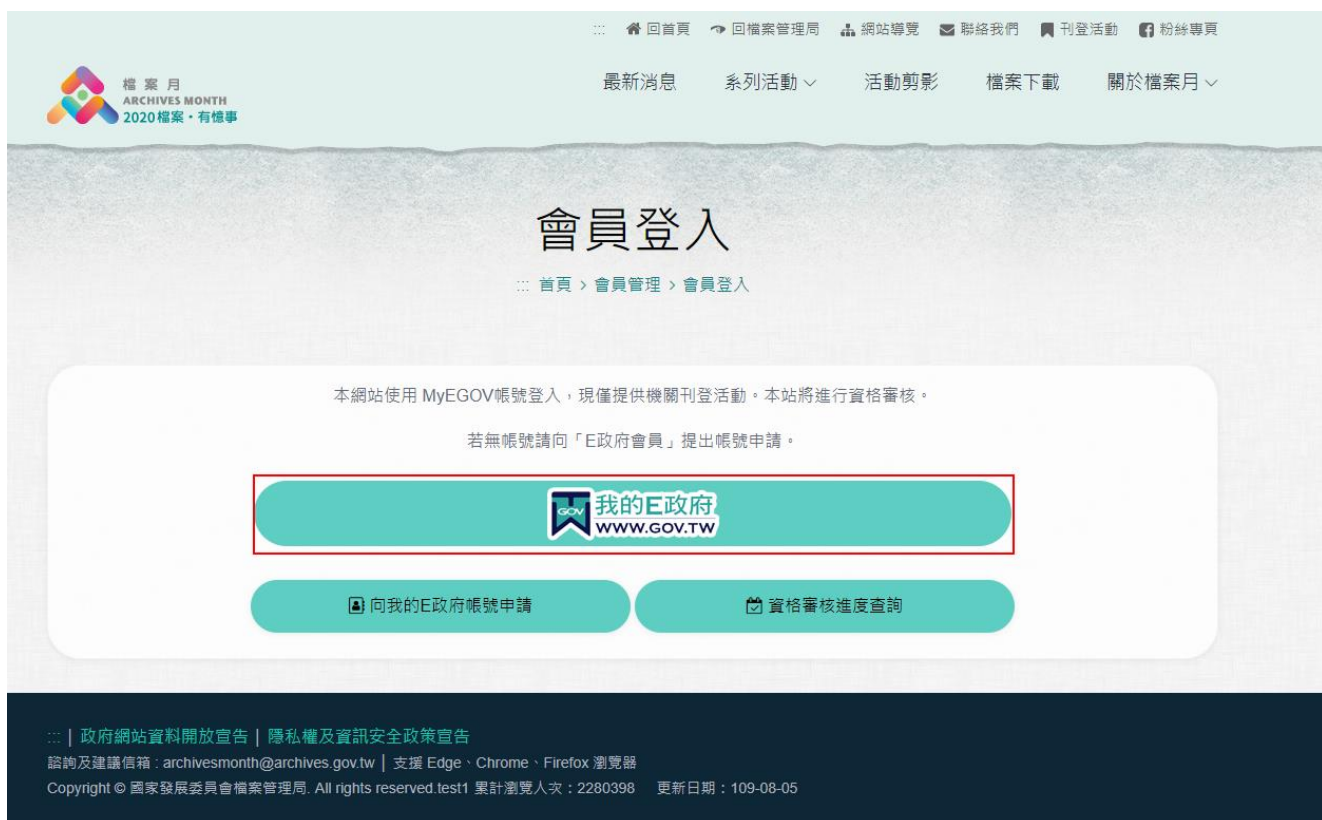 ::: 回首頁 回檔案管理局 網站導覽 聯絡我們 刊登活動 粉絲專頁
檔案月
ARCHIVES MONTH
2020檔案・有憶事
最新消息 系列活動 活動剪影 檔案下載 關於檔案月
會員登入
::: 首頁 > 會員管理 > 會員登入
本網站使用 MyEGOV帳號登入，現僅提供機關刊登活動。本站將進行資格審核。
若無帳號請向「E政府會員」提出帳號申請。
GOV 我的E政府
WWW.GOV.TW
向我的E政府帳號申請 資格審核進度查詢
::: | 政府網站資料開放宣告 | 隱私權及資訊安全政策宣告
諮詢及建議信箱 : archivesmonth@archives.gov.tw │ 支援 Edge、Chrome、Firefox 瀏覽器
Copyright © 國家發展委員會檔案管理局. All rights reserved.test1 累計瀏覽人次：2280398 更新日期：109-08-05